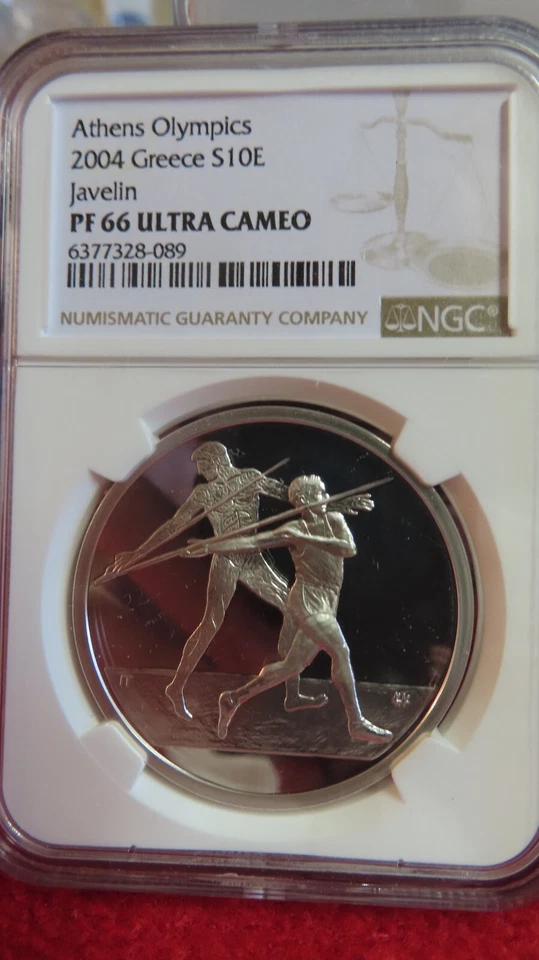 Athens Olympics
2004 Greece S10E
Javelin
PF 66 ULTRA CAMEO
6377328-089
NUMISMATIC GUARANTY COMPANY
NGC®